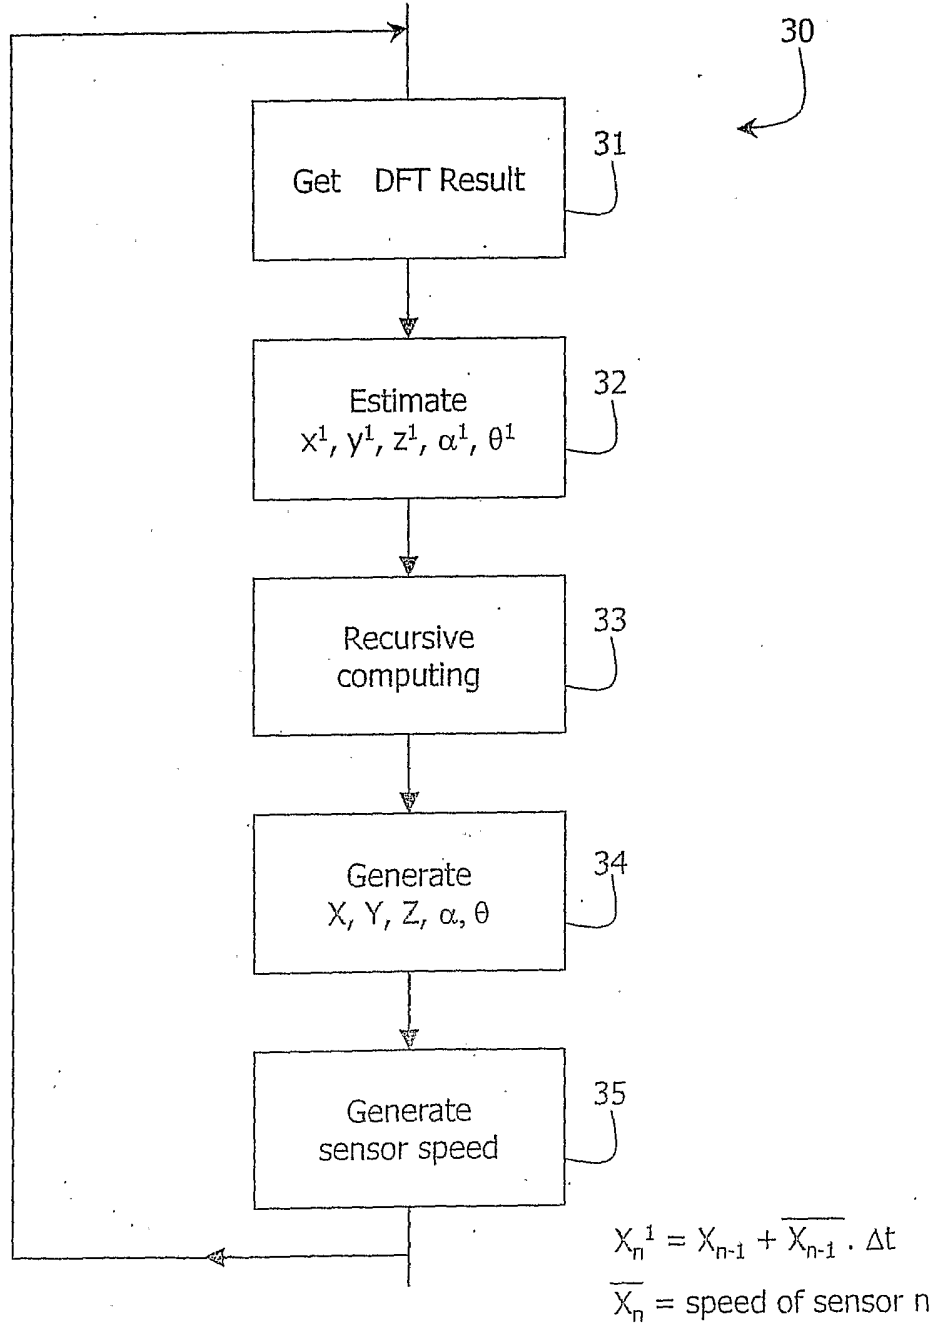 30
31
Get DFT Result
32
Estimate
x¹, y¹, z¹, α¹, θ¹
33
Recursive
computing
34
Generate
X, Y, Z, α, θ
35
Generate
sensor speed
Xₙ¹ = Xₙ₋₁ + X̅ₙ₋₁ . Δt
X̅ₙ = speed of sensor n